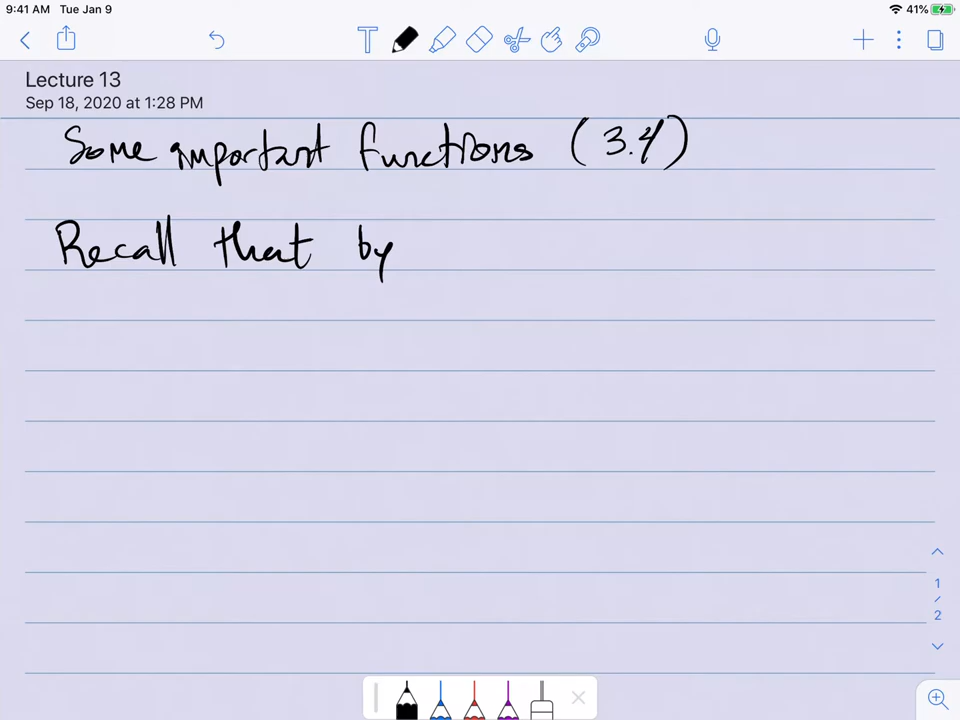 9:41 AM Tue Jan 9 41%
T
Lecture 13
Sep 18, 2020 at 1:28 PM
Some important functions (3.4)
Recall that by
1
/
2